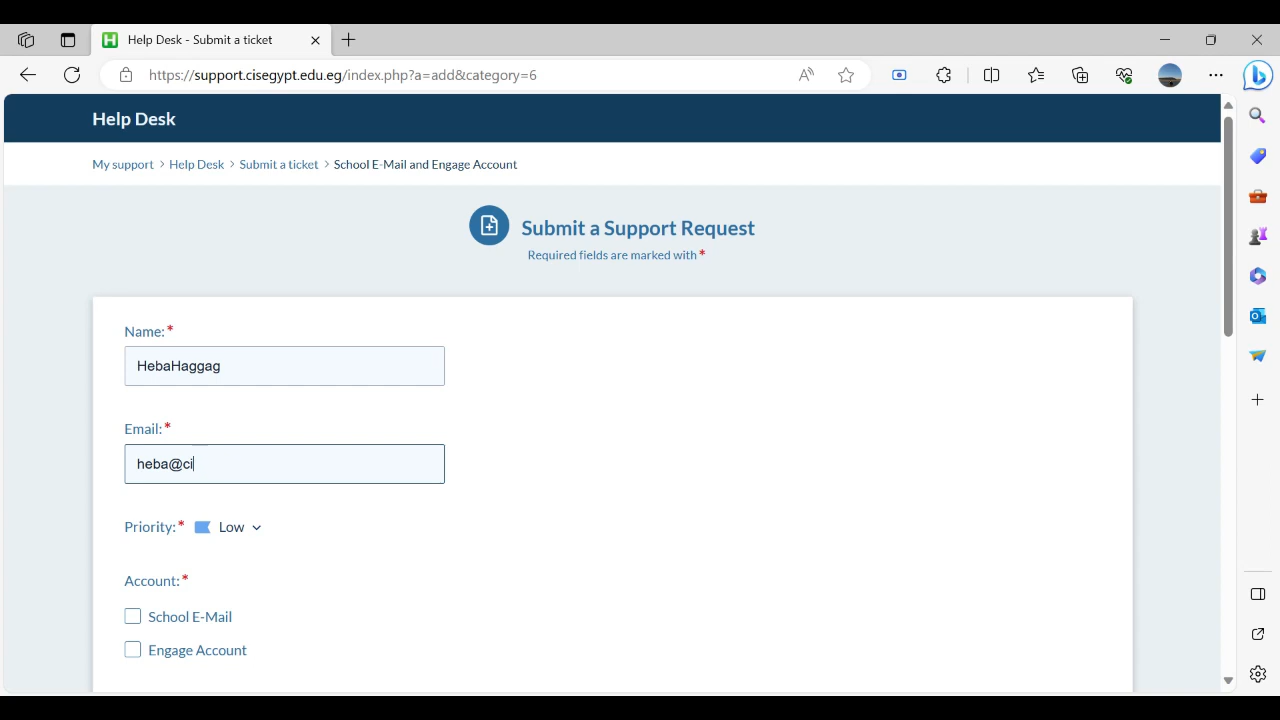 Help Desk - Submit a ticket
https://support.cisegypt.edu.eg/index.php?a=add&category=6
Help Desk
My support > Help Desk > Submit a ticket > School E-Mail and Engage Account
Submit a Support Request
Required fields are marked with *
Name: *
HebaHaggag
Email: *
heba@ci
Priority: * Low
Account: *
School E-Mail
Engage Account